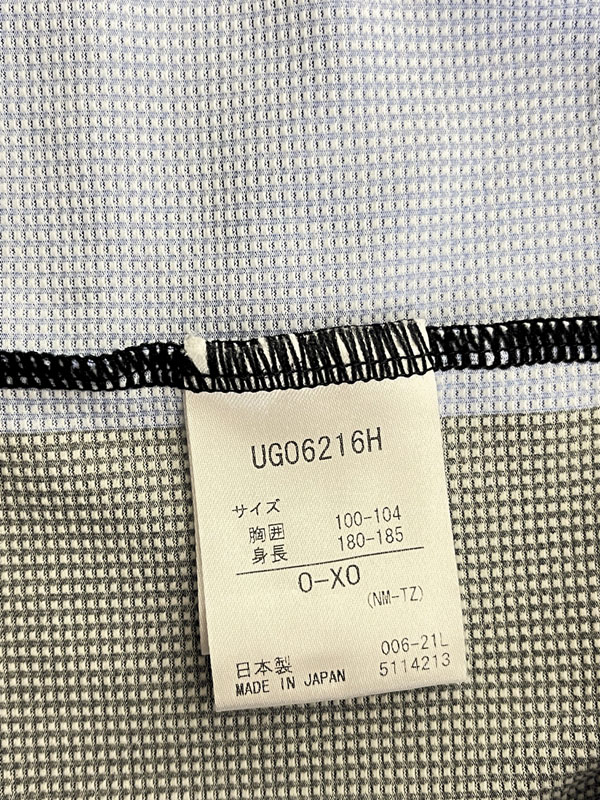 UG06216H
サイズ
胸囲 100-104
身長 180-185
O-XO
(NM-TZ)
006-21L
日本製 5114213
MADE IN JAPAN